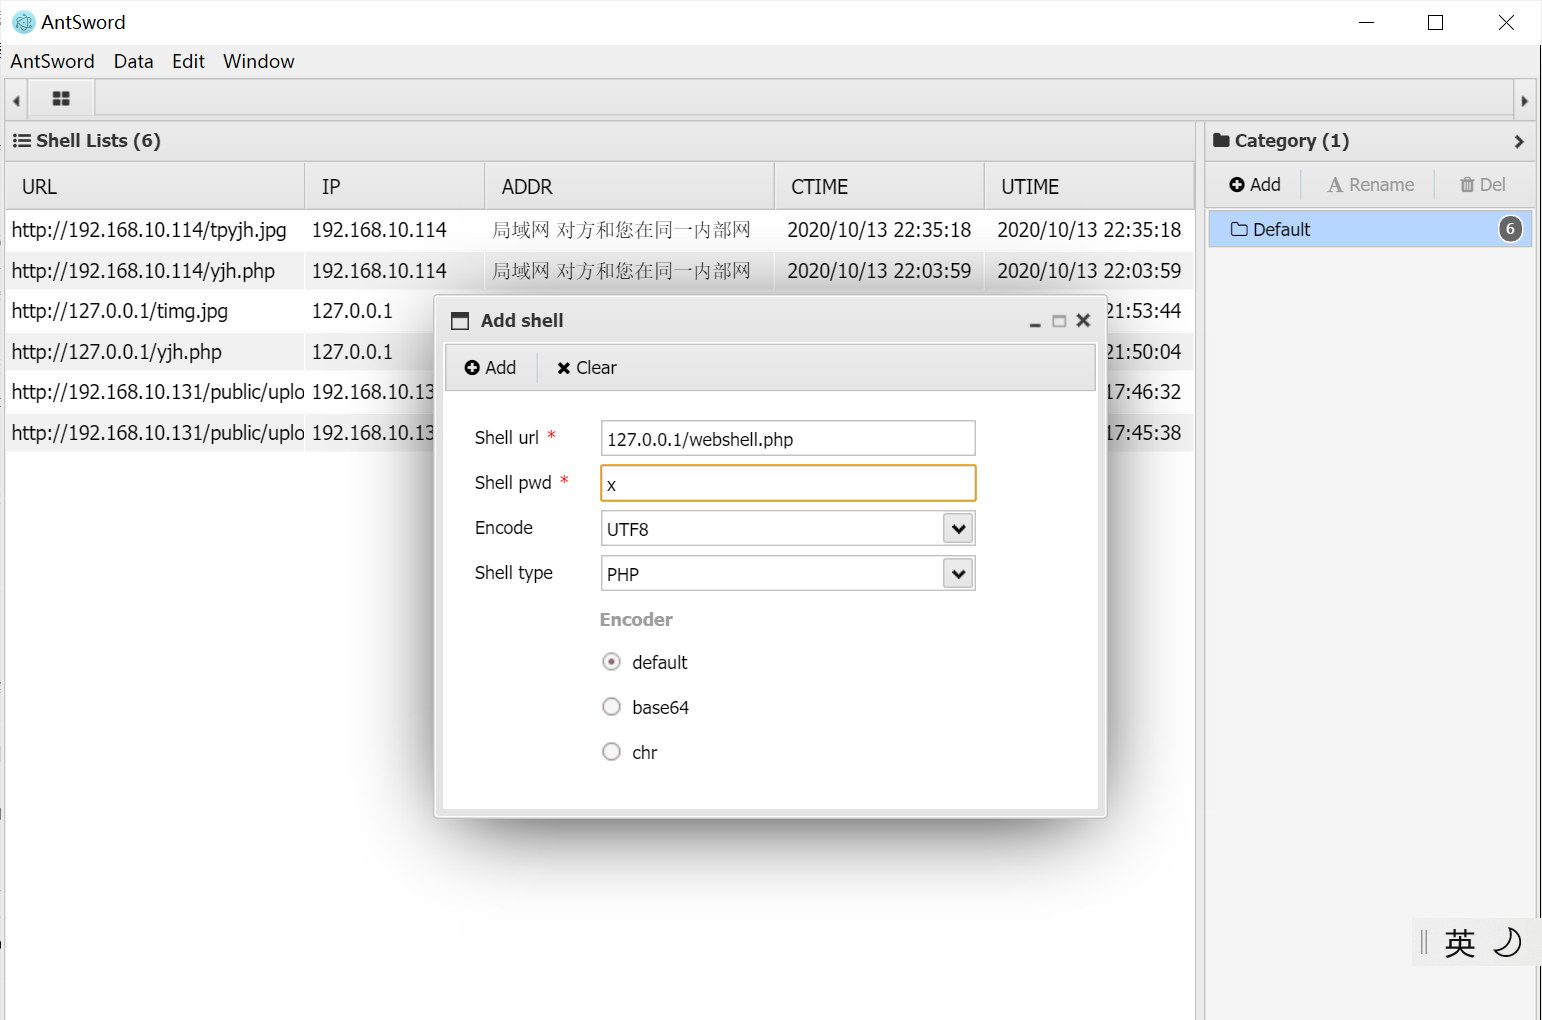 AntSword
AntSword Data Edit Window
Shell Lists (6)
Category (1)
URL IP ADDR CTIME UTIME
Add Rename Del
Default 6
http://192.168.10.114/tpyjh.jpg 192.168.10.114 局域网 对方和您在同一内部网 2020/10/13 22:35:18 2020/10/13 22:35:18
http://192.168.10.114/yjh.php 192.168.10.114 局域网 对方和您在同一内部网 2020/10/13 22:03:59 2020/10/13 22:03:59
http://127.0.0.1/timg.jpg 127.0.0.1 21:53:44
http://127.0.0.1/yjh.php 127.0.0.1 21:50:04
http://192.168.10.131/public/uplo 192.168.10.13 17:46:32
http://192.168.10.131/public/uplo 192.168.10.13 17:45:38
Add shell
Add Clear
Shell url * 127.0.0.1/webshell.php
Shell pwd * x
Encode UTF8
Shell type PHP
Encoder
default
base64
chr
英